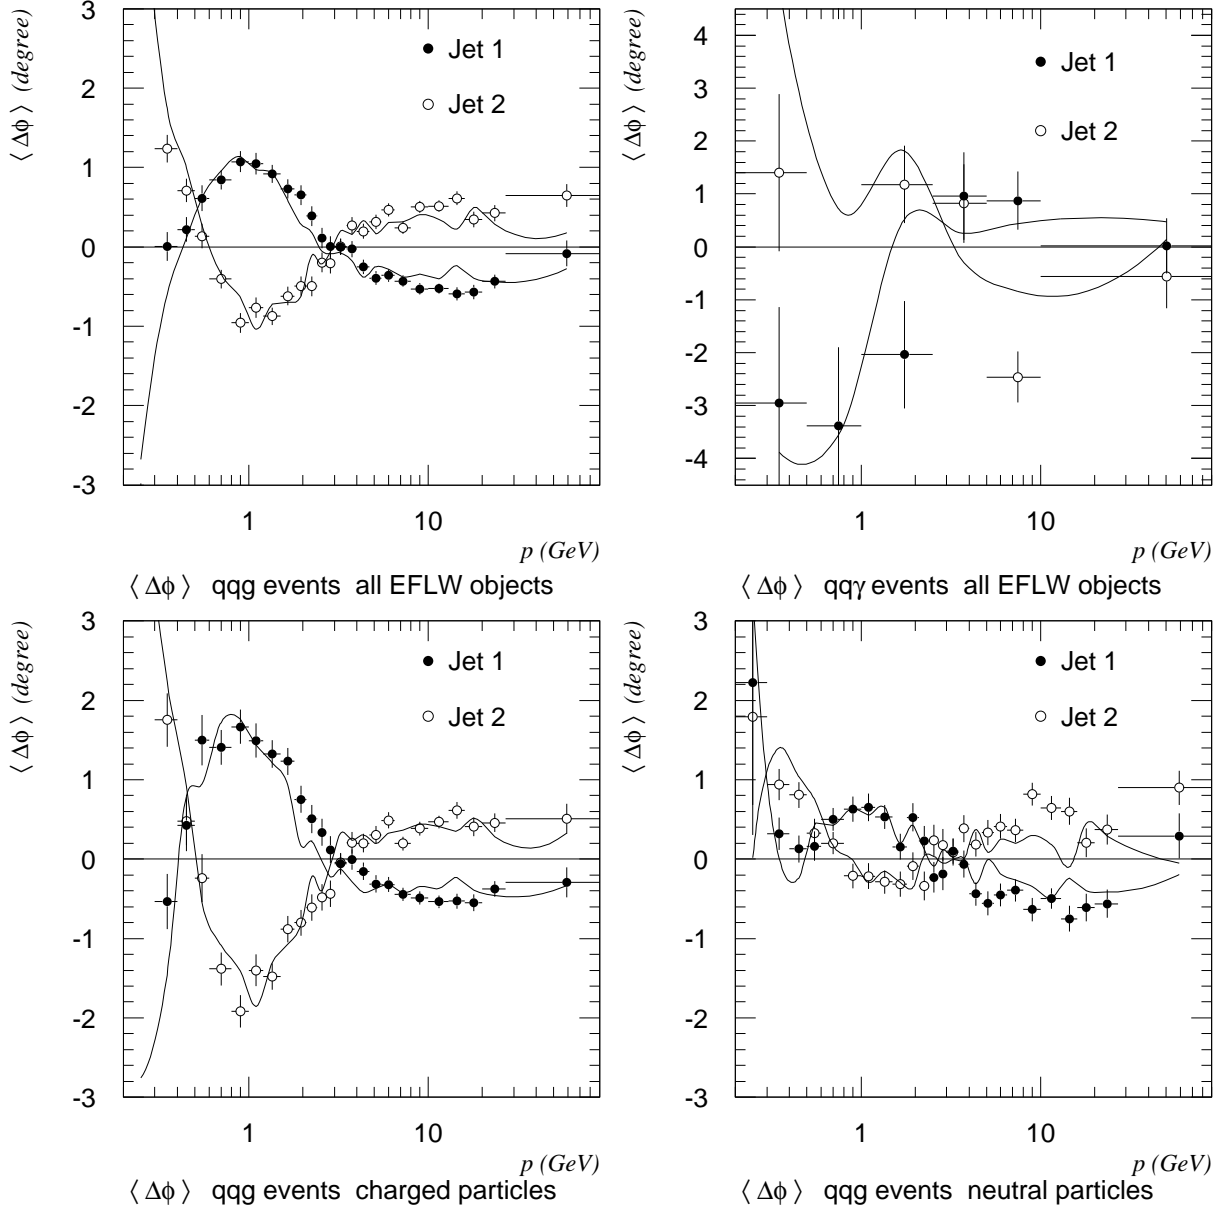 ⟨ Δϕ ⟩ (degree)
3
2
1
0
-1
-2
-3
Jet 1
Jet 2
1
10
p (GeV)
⟨ Δϕ ⟩ qqg events all EFLW objects
⟨ Δϕ ⟩ (degree)
4
3
2
1
0
-1
-2
-3
-4
Jet 1
Jet 2
1
10
p (GeV)
⟨ Δϕ ⟩ qqγ events all EFLW objects
⟨ Δϕ ⟩ (degree)
3
2
1
0
-1
-2
-3
Jet 1
Jet 2
1
10
p (GeV)
⟨ Δϕ ⟩ qqg events charged particles
⟨ Δϕ ⟩ (degree)
3
2
1
0
-1
-2
-3
Jet 1
Jet 2
1
10
p (GeV)
⟨ Δϕ ⟩ qqg events neutral particles